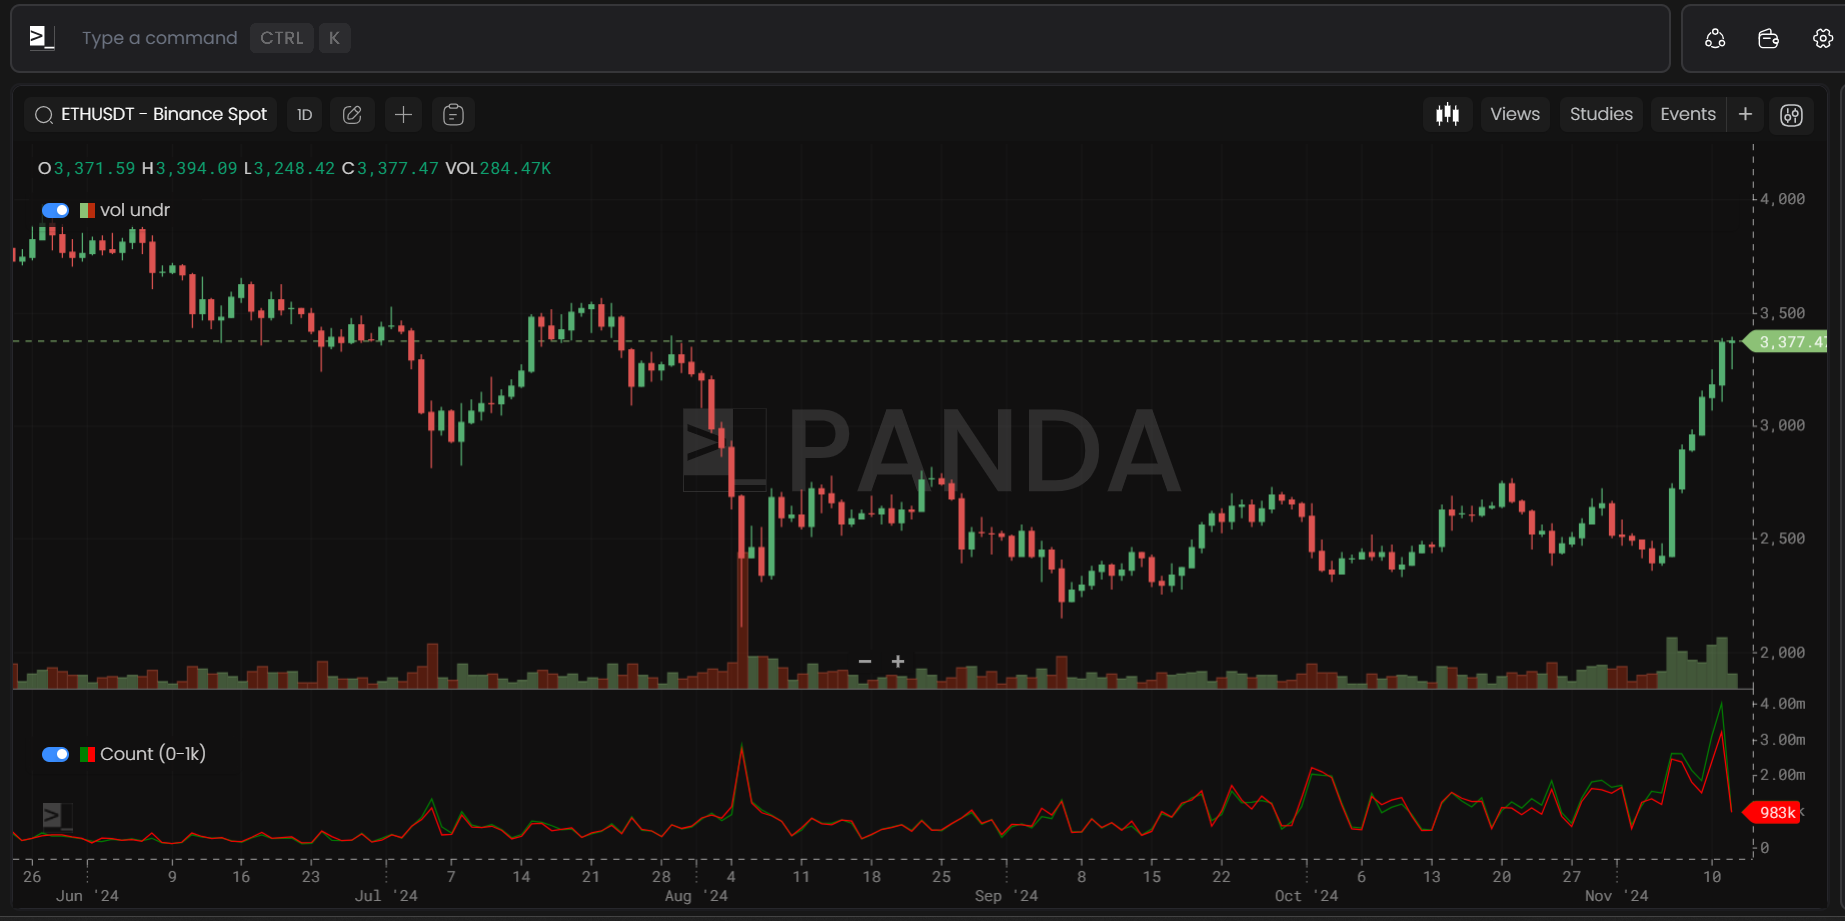 >_ Type a command CTRL K
ETHUSDT - Binance Spot 1D Views Studies Events +
O3,371.59 H3,394.09 L3,248.42 C3,377.47 VOL284.47K
vol undr
4,000
3,500
3,377.47
3,000
2,500
2,000
>_ PANDA
− +
4.00m
3.00m
2.00m
Count (0-1k)
983k
0
26 9 16 23 7 14 21 28 4 11 18 25 8 15 22 6 13 20 27 10
Jun '24 Jul '24 Aug '24 Sep '24 Oct '24 Nov '24